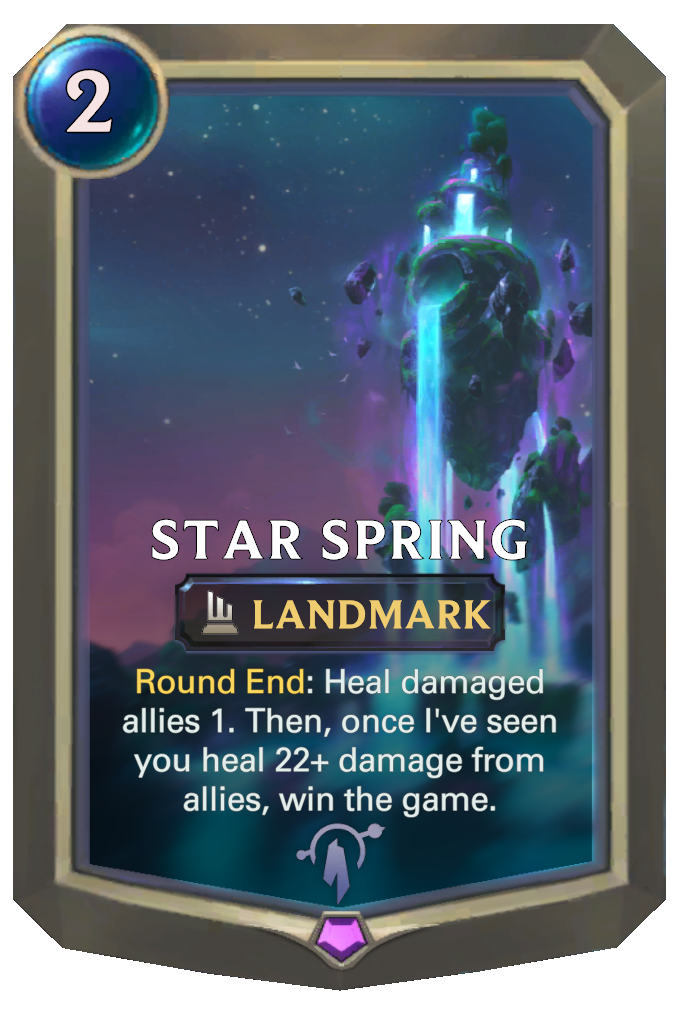 2
STAR SPRING
LANDMARK
Round End: Heal damaged
allies 1. Then, once I've seen
you heal 22+ damage from
allies, win the game.